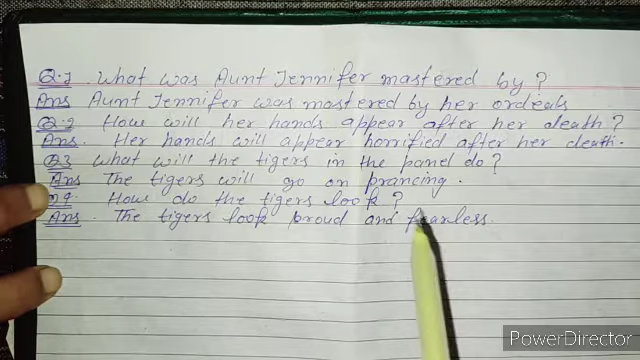 Q.1. What was Aunt Jennifer mastered by?
Ans Aunt Jennifer was mastered by her ordeals
Q.2 How will her hands appear after her death?
Ans. Her hands will appear horrified after her death.
Q3 What will the tigers in the panel do?
Ans The tigers will go on prancing.
Q4. How do the tigers look?
Ans. The tigers look proud and fearless.
PowerDirector